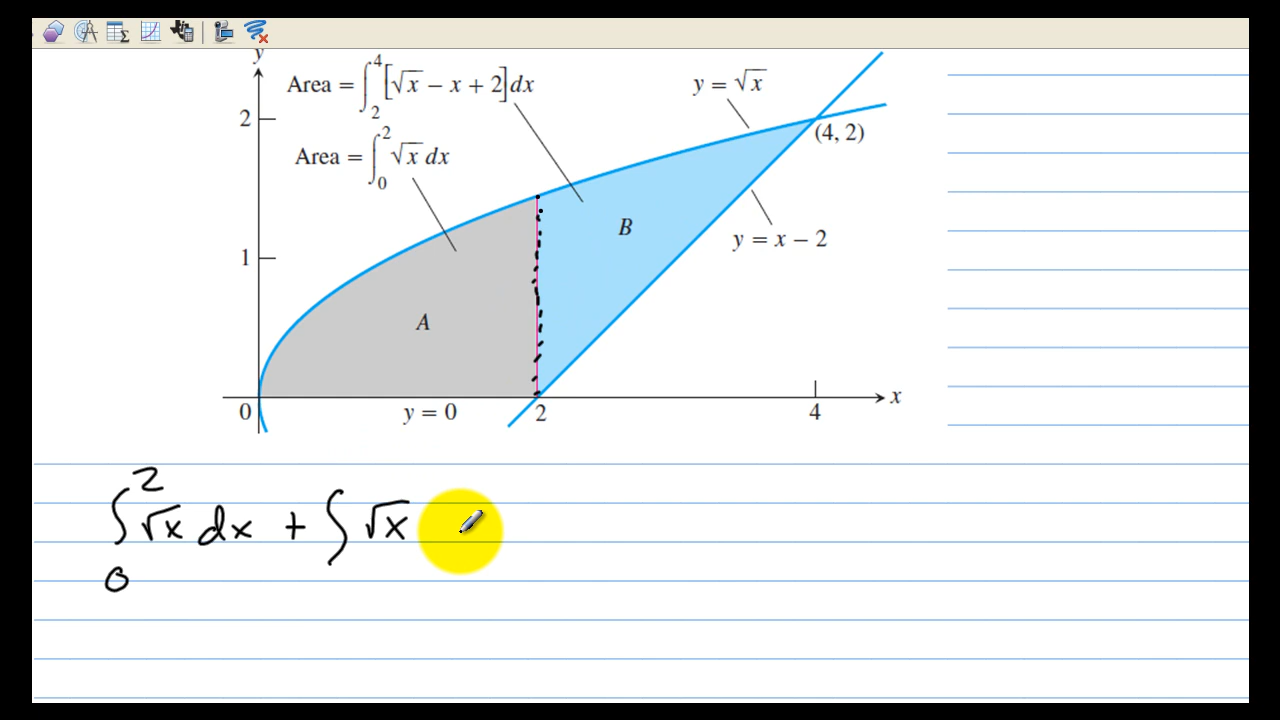 y
Area = ∫₂⁴ [√x − x + 2] dx
y = √x
2
(4, 2)
Area = ∫₀² √x dx
B
y = x − 2
1
A
0
y = 0
2
4
x
∫₀² √x dx + ∫ √x